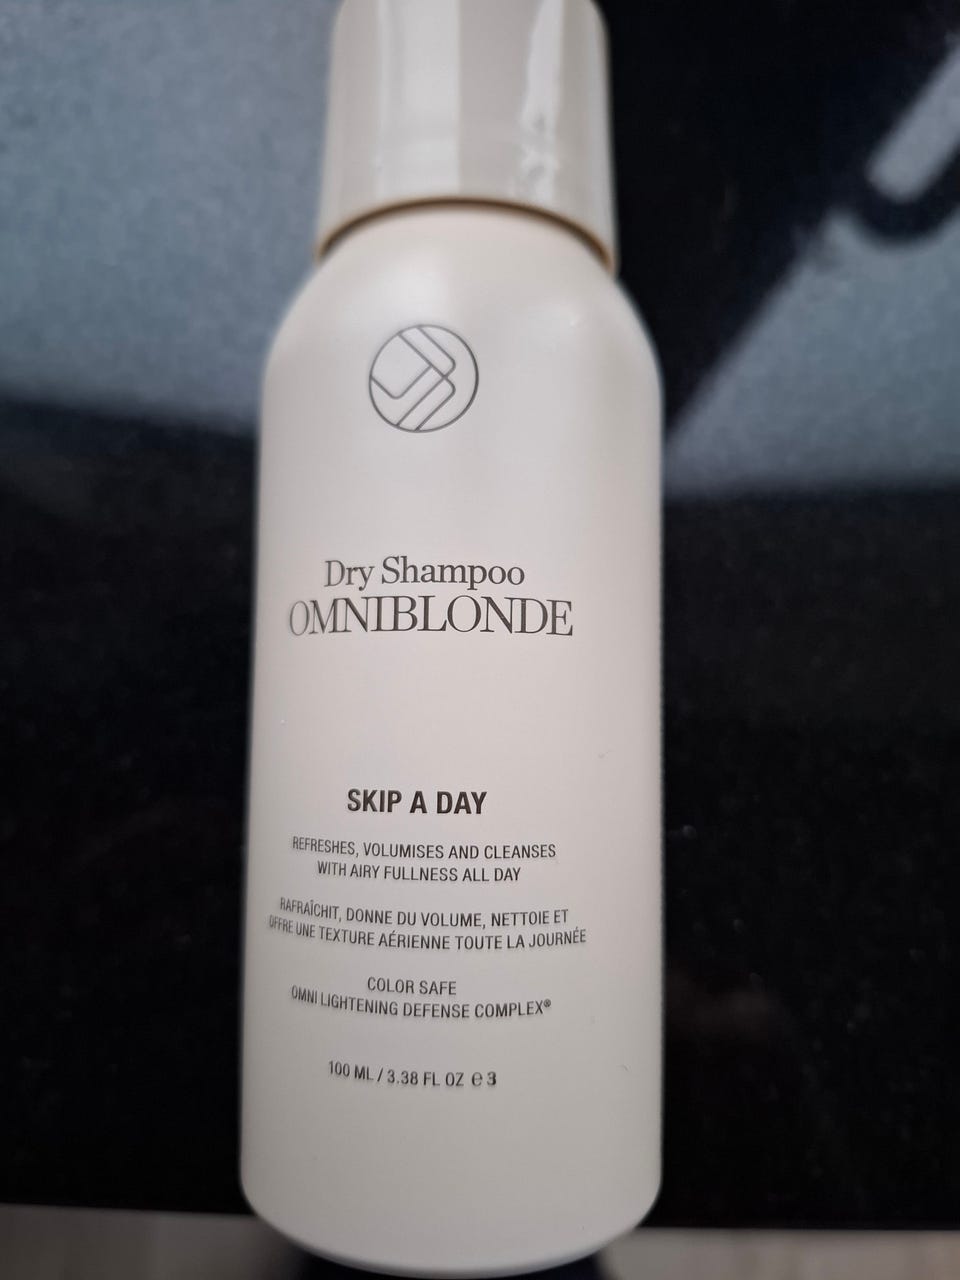 Dry Shampoo
OMNIBLONDE
SKIP A DAY
REFRESHES, VOLUMISES AND CLEANSES
WITH AIRY FULLNESS ALL DAY
RAFRAÎCHIT, DONNE DU VOLUME, NETTOIE ET
OFFRE UNE TEXTURE AÉRIENNE TOUTE LA JOURNÉE
COLOR SAFE
OMNI LIGHTENING DEFENSE COMPLEX®
100 ML / 3.38 FL OZ ℮ 3